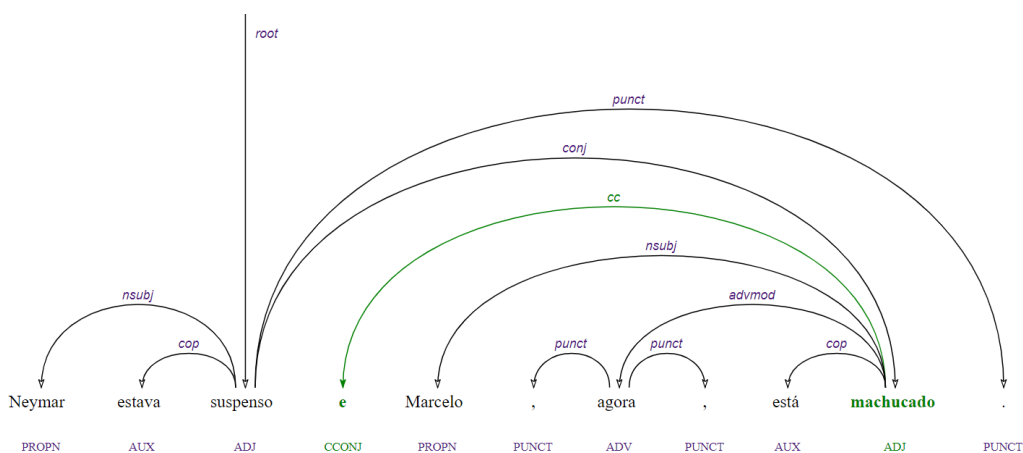 root
punct
conj
cc
nsubj
nsubj advmod
cop punct punct cop
Neymar estava suspenso e Marcelo , agora , está machucado .
PROPN AUX ADJ CCONJ PROPN PUNCT ADV PUNCT AUX ADJ PUNCT